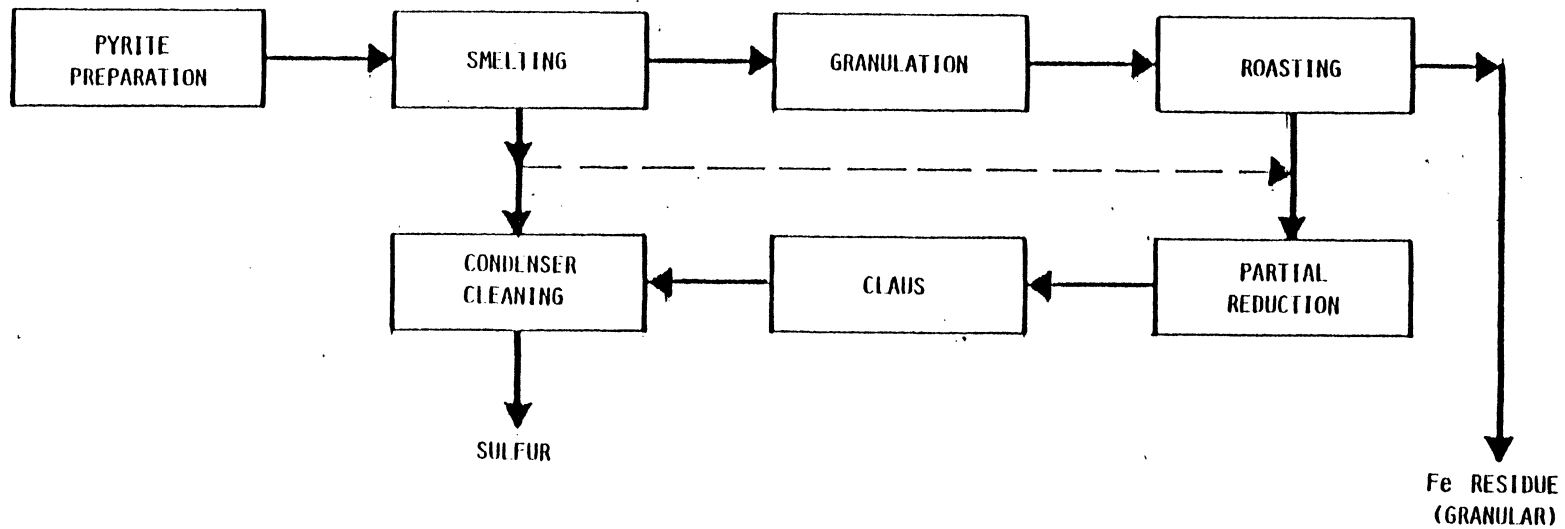 PYRITE
PREPARATION
SMELTING
GRANULATION
ROASTING
CONDENSER
CLEANING
CLAUS
PARTIAL
REDUCTION
SULFUR
Fe RESIDUE
(GRANULAR)